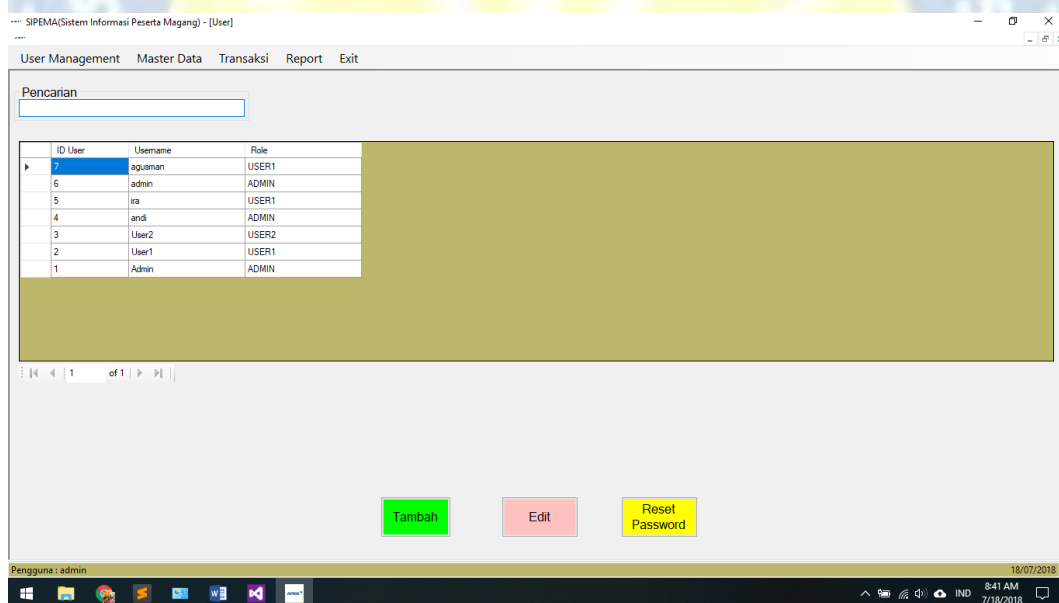 SIPEMA(Sistem Informasi Peserta Magang) - [User]
User Management Master Data Transaksi Report Exit
Pencarian
ID User Username Role
7 agusman USER1
6 admin ADMIN
5 ira USER1
4 andi ADMIN
3 User2 USER2
2 User1 USER1
1 Admin ADMIN
1 of 1
Tambah Edit Reset Password
Pengguna : admin 18/07/2018
IND 8:41 AM
7/18/2018